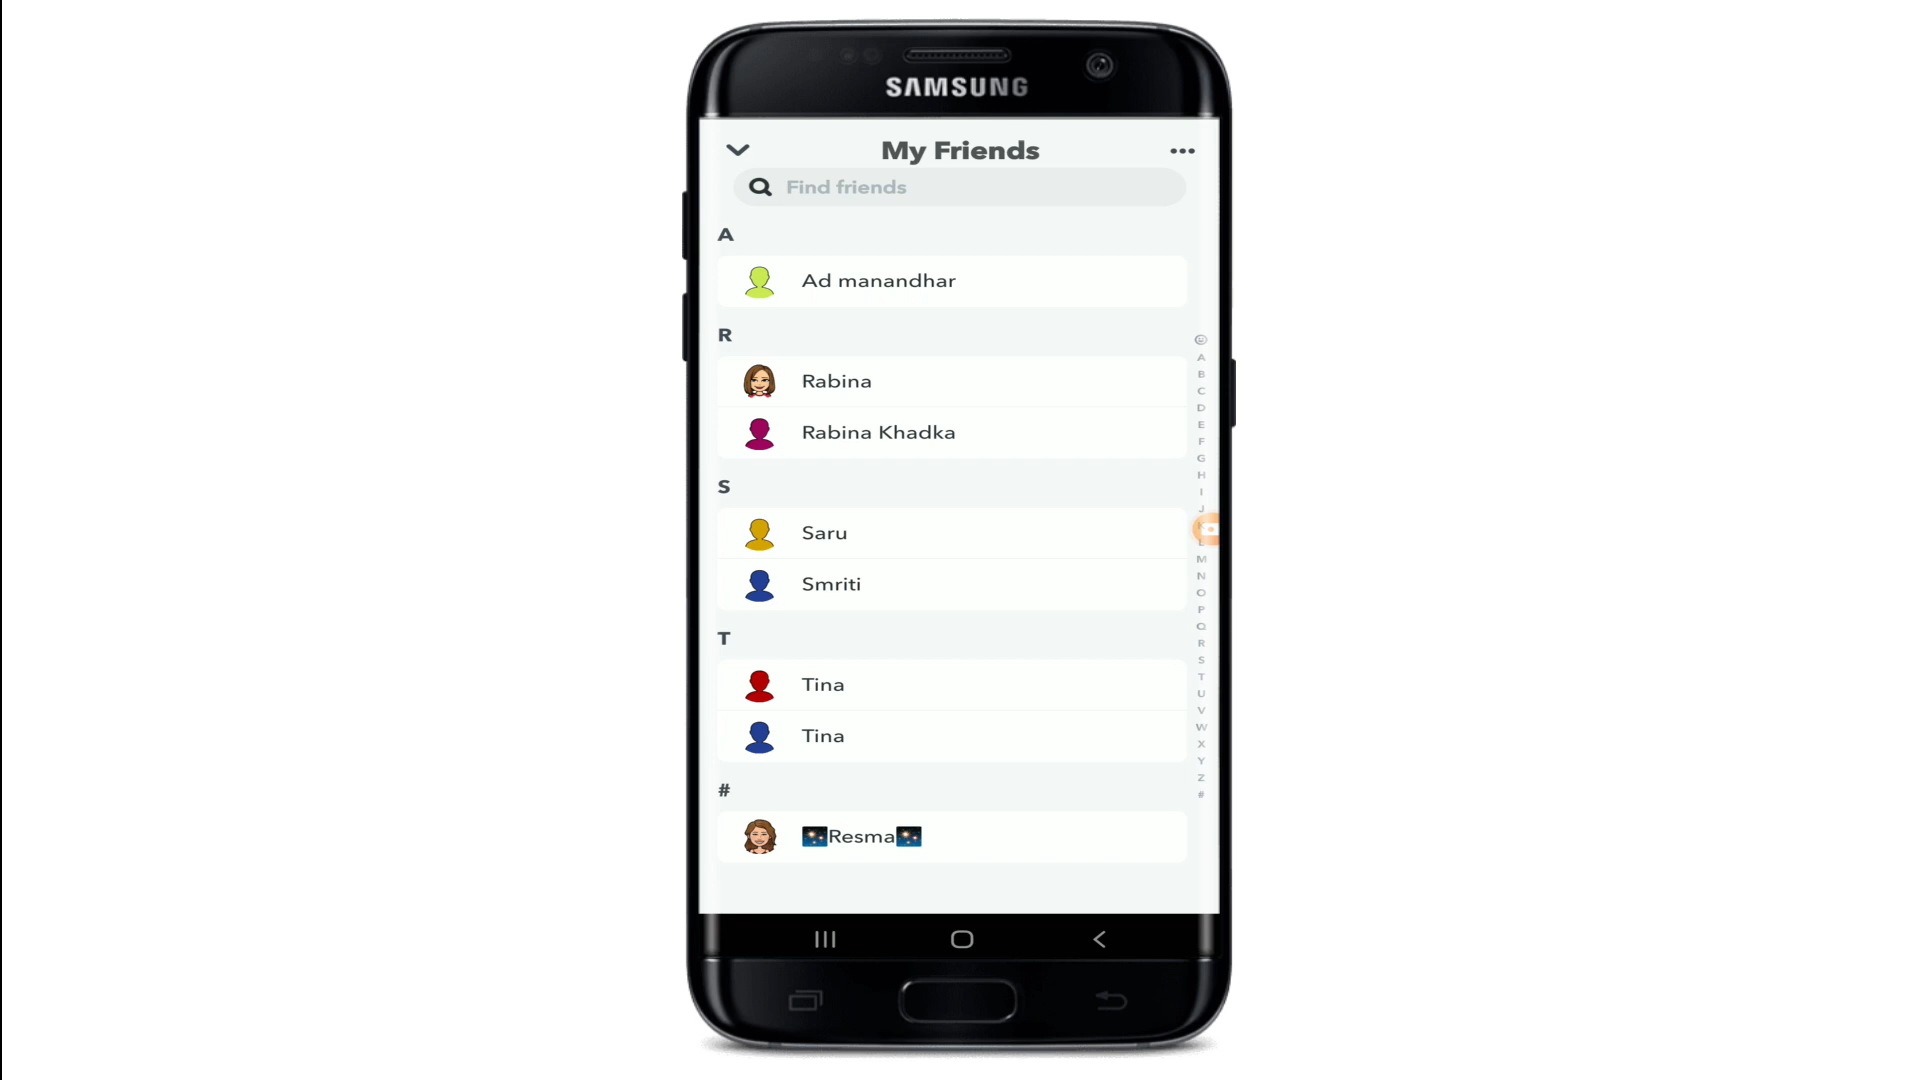 SAMSUNG
My Friends
Find friends
A
Ad manandhar
R
Rabina
Rabina Khadka
S
Saru
Smriti
T
Tina
Tina
#
🎆Resma🎆
A
B
C
D
E
F
G
H
I
J
L
M
N
O
P
Q
R
S
T
U
V
W
X
Y
Z
#